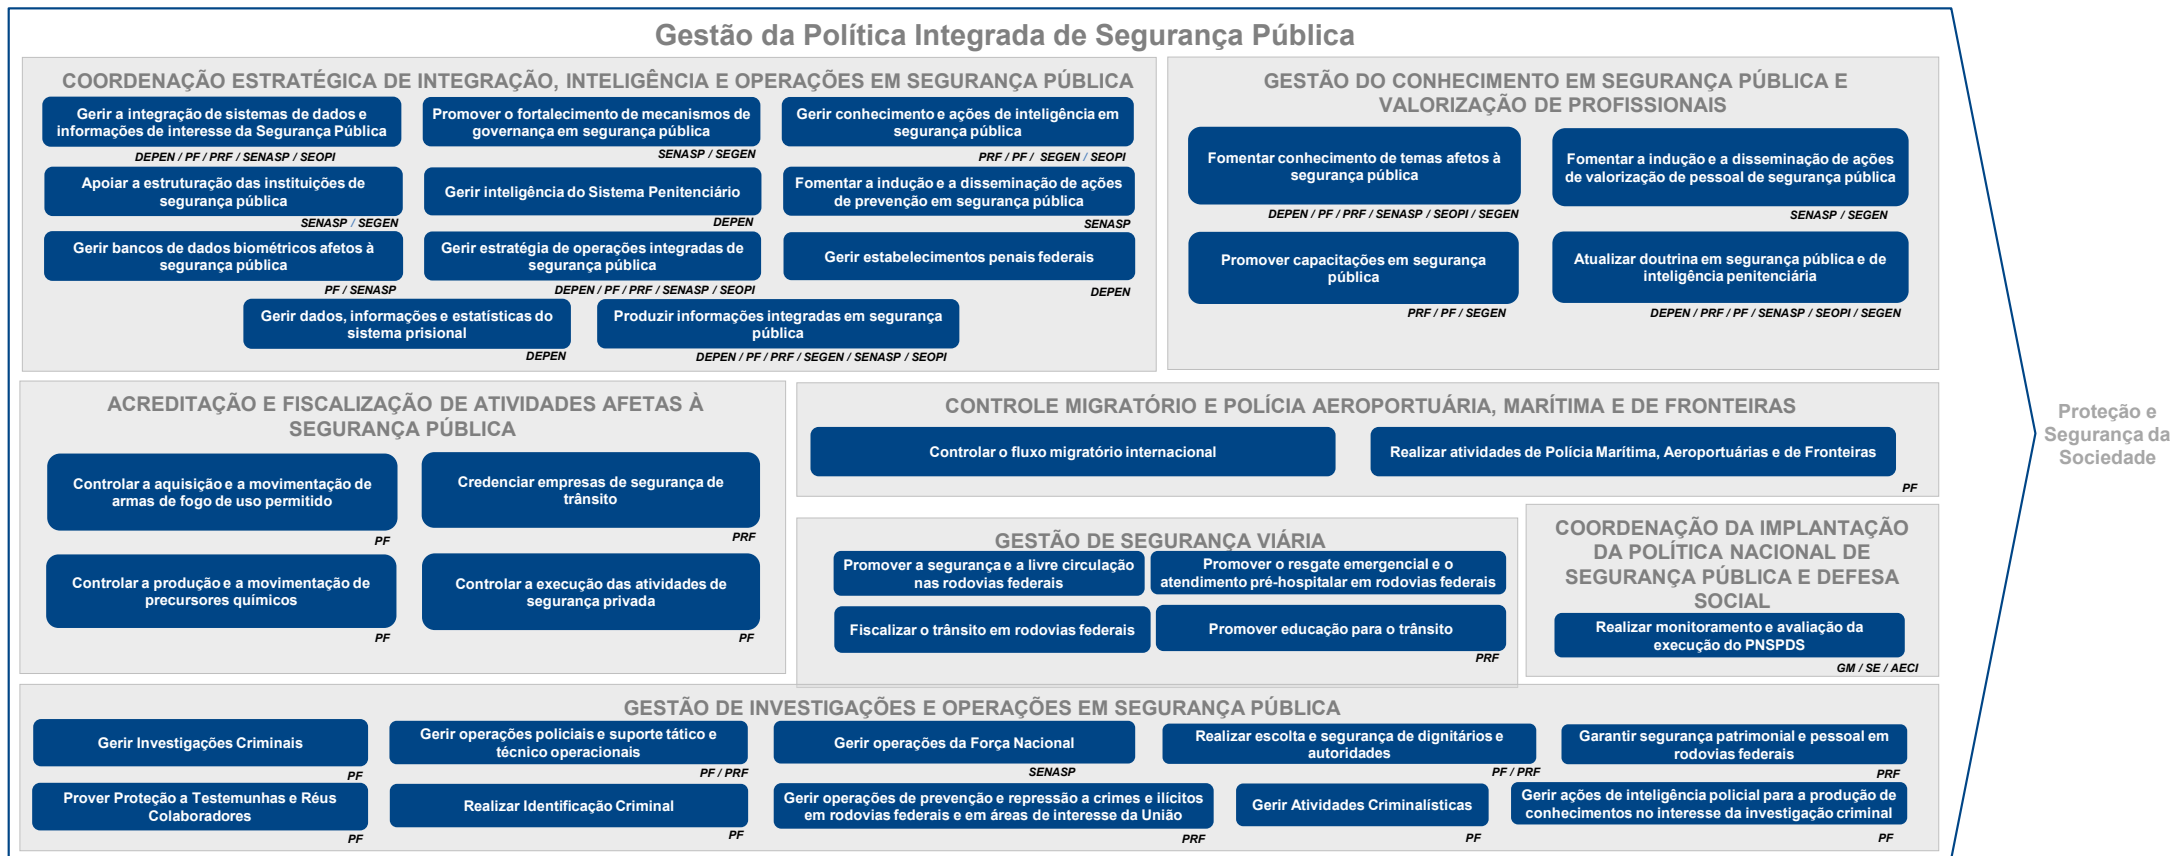 Gestão da Política Integrada de Segurança Pública
COORDENAÇÃO ESTRATÉGICA DE INTEGRAÇÃO, INTELIGÊNCIA E OPERAÇÕES EM SEGURANÇA PÚBLICA
Gerir a integração de sistemas de dados e
informações de interesse da Segurança Pública
DEPEN / PF / PRF / SENASP / SEOPI
Promover o fortalecimento de mecanismos de
governança em segurança pública
SENASP / SEGEN
Gerir conhecimento e ações de inteligência em
segurança pública
PRF / PF / SEGEN / SEOPI
Apoiar a estruturação das instituições de
segurança pública
SENASP / SEGEN
Gerir inteligência do Sistema Penitenciário
DEPEN
Fomentar a indução e a disseminação de ações
de prevenção em segurança pública
SENASP
Gerir bancos de dados biométricos afetos à
segurança pública
PF / SENASP
Gerir estratégia de operações integradas de
segurança pública
DEPEN / PF / PRF / SENASP / SEOPI
Gerir estabelecimentos penais federais
DEPEN
Gerir dados, informações e estatísticas do
sistema prisional
DEPEN
Produzir informações integradas em segurança
pública
DEPEN / PF / PRF / SEGEN / SENASP / SEOPI
GESTÃO DO CONHECIMENTO EM SEGURANÇA PÚBLICA E
VALORIZAÇÃO DE PROFISSIONAIS
Fomentar conhecimento de temas afetos à
segurança pública
DEPEN / PF / PRF / SENASP / SEOPI / SEGEN
Fomentar a indução e a disseminação de ações
de valorização de pessoal de segurança pública
SENASP / SEGEN
Promover capacitações em segurança
pública
PRF / PF / SEGEN
Atualizar doutrina em segurança pública e de
inteligência penitenciária
DEPEN / PRF / PF / SENASP / SEOPI / SEGEN
ACREDITAÇÃO E FISCALIZAÇÃO DE ATIVIDADES AFETAS À
SEGURANÇA PÚBLICA
Controlar a aquisição e a movimentação de
armas de fogo de uso permitido
PF
Credenciar empresas de segurança de
trânsito
PRF
Controlar a produção e a movimentação de
precursores químicos
PF
Controlar a execução das atividades de
segurança privada
PF
CONTROLE MIGRATÓRIO E POLÍCIA AEROPORTUÁRIA, MARÍTIMA E DE FRONTEIRAS
Controlar o fluxo migratório internacional
Realizar atividades de Polícia Marítima, Aeroportuárias e de Fronteiras
PF
GESTÃO DE SEGURANÇA VIÁRIA
Promover a segurança e a livre circulação
nas rodovias federais
Promover o resgate emergencial e o
atendimento pré-hospitalar em rodovias federais
Fiscalizar o trânsito em rodovias federais
Promover educação para o trânsito
PRF
COORDENAÇÃO DA IMPLANTAÇÃO
DA POLÍTICA NACIONAL DE
SEGURANÇA PÚBLICA E DEFESA
SOCIAL
Realizar monitoramento e avaliação da
execução do PNSPDS
GM / SE / AECI
GESTÃO DE INVESTIGAÇÕES E OPERAÇÕES EM SEGURANÇA PÚBLICA
Gerir Investigações Criminais
PF
Gerir operações policiais e suporte tático e
técnico operacionais
PF / PRF
Gerir operações da Força Nacional
SENASP
Realizar escolta e segurança de dignitários e
autoridades
PF / PRF
Garantir segurança patrimonial e pessoal em
rodovias federais
PRF
Prover Proteção a Testemunhas e Réus
Colaboradores
PF
Realizar Identificação Criminal
PF
Gerir operações de prevenção e repressão a crimes e ilícitos
em rodovias federais e em áreas de interesse da União
PRF
Gerir Atividades Criminalísticas
PF
Gerir ações de inteligência policial para a produção de
conhecimentos no interesse da investigação criminal
PF
Proteção e
Segurança da
Sociedade